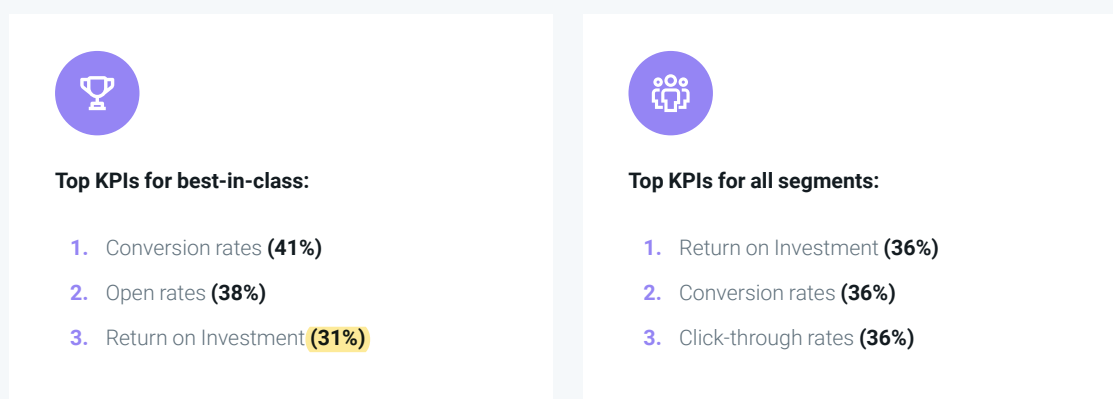 Top KPIs for best-in-class:
1. Conversion rates (41%)
2. Open rates (38%)
3. Return on Investment (31%)
Top KPIs for all segments:
1. Return on Investment (36%)
2. Conversion rates (36%)
3. Click-through rates (36%)